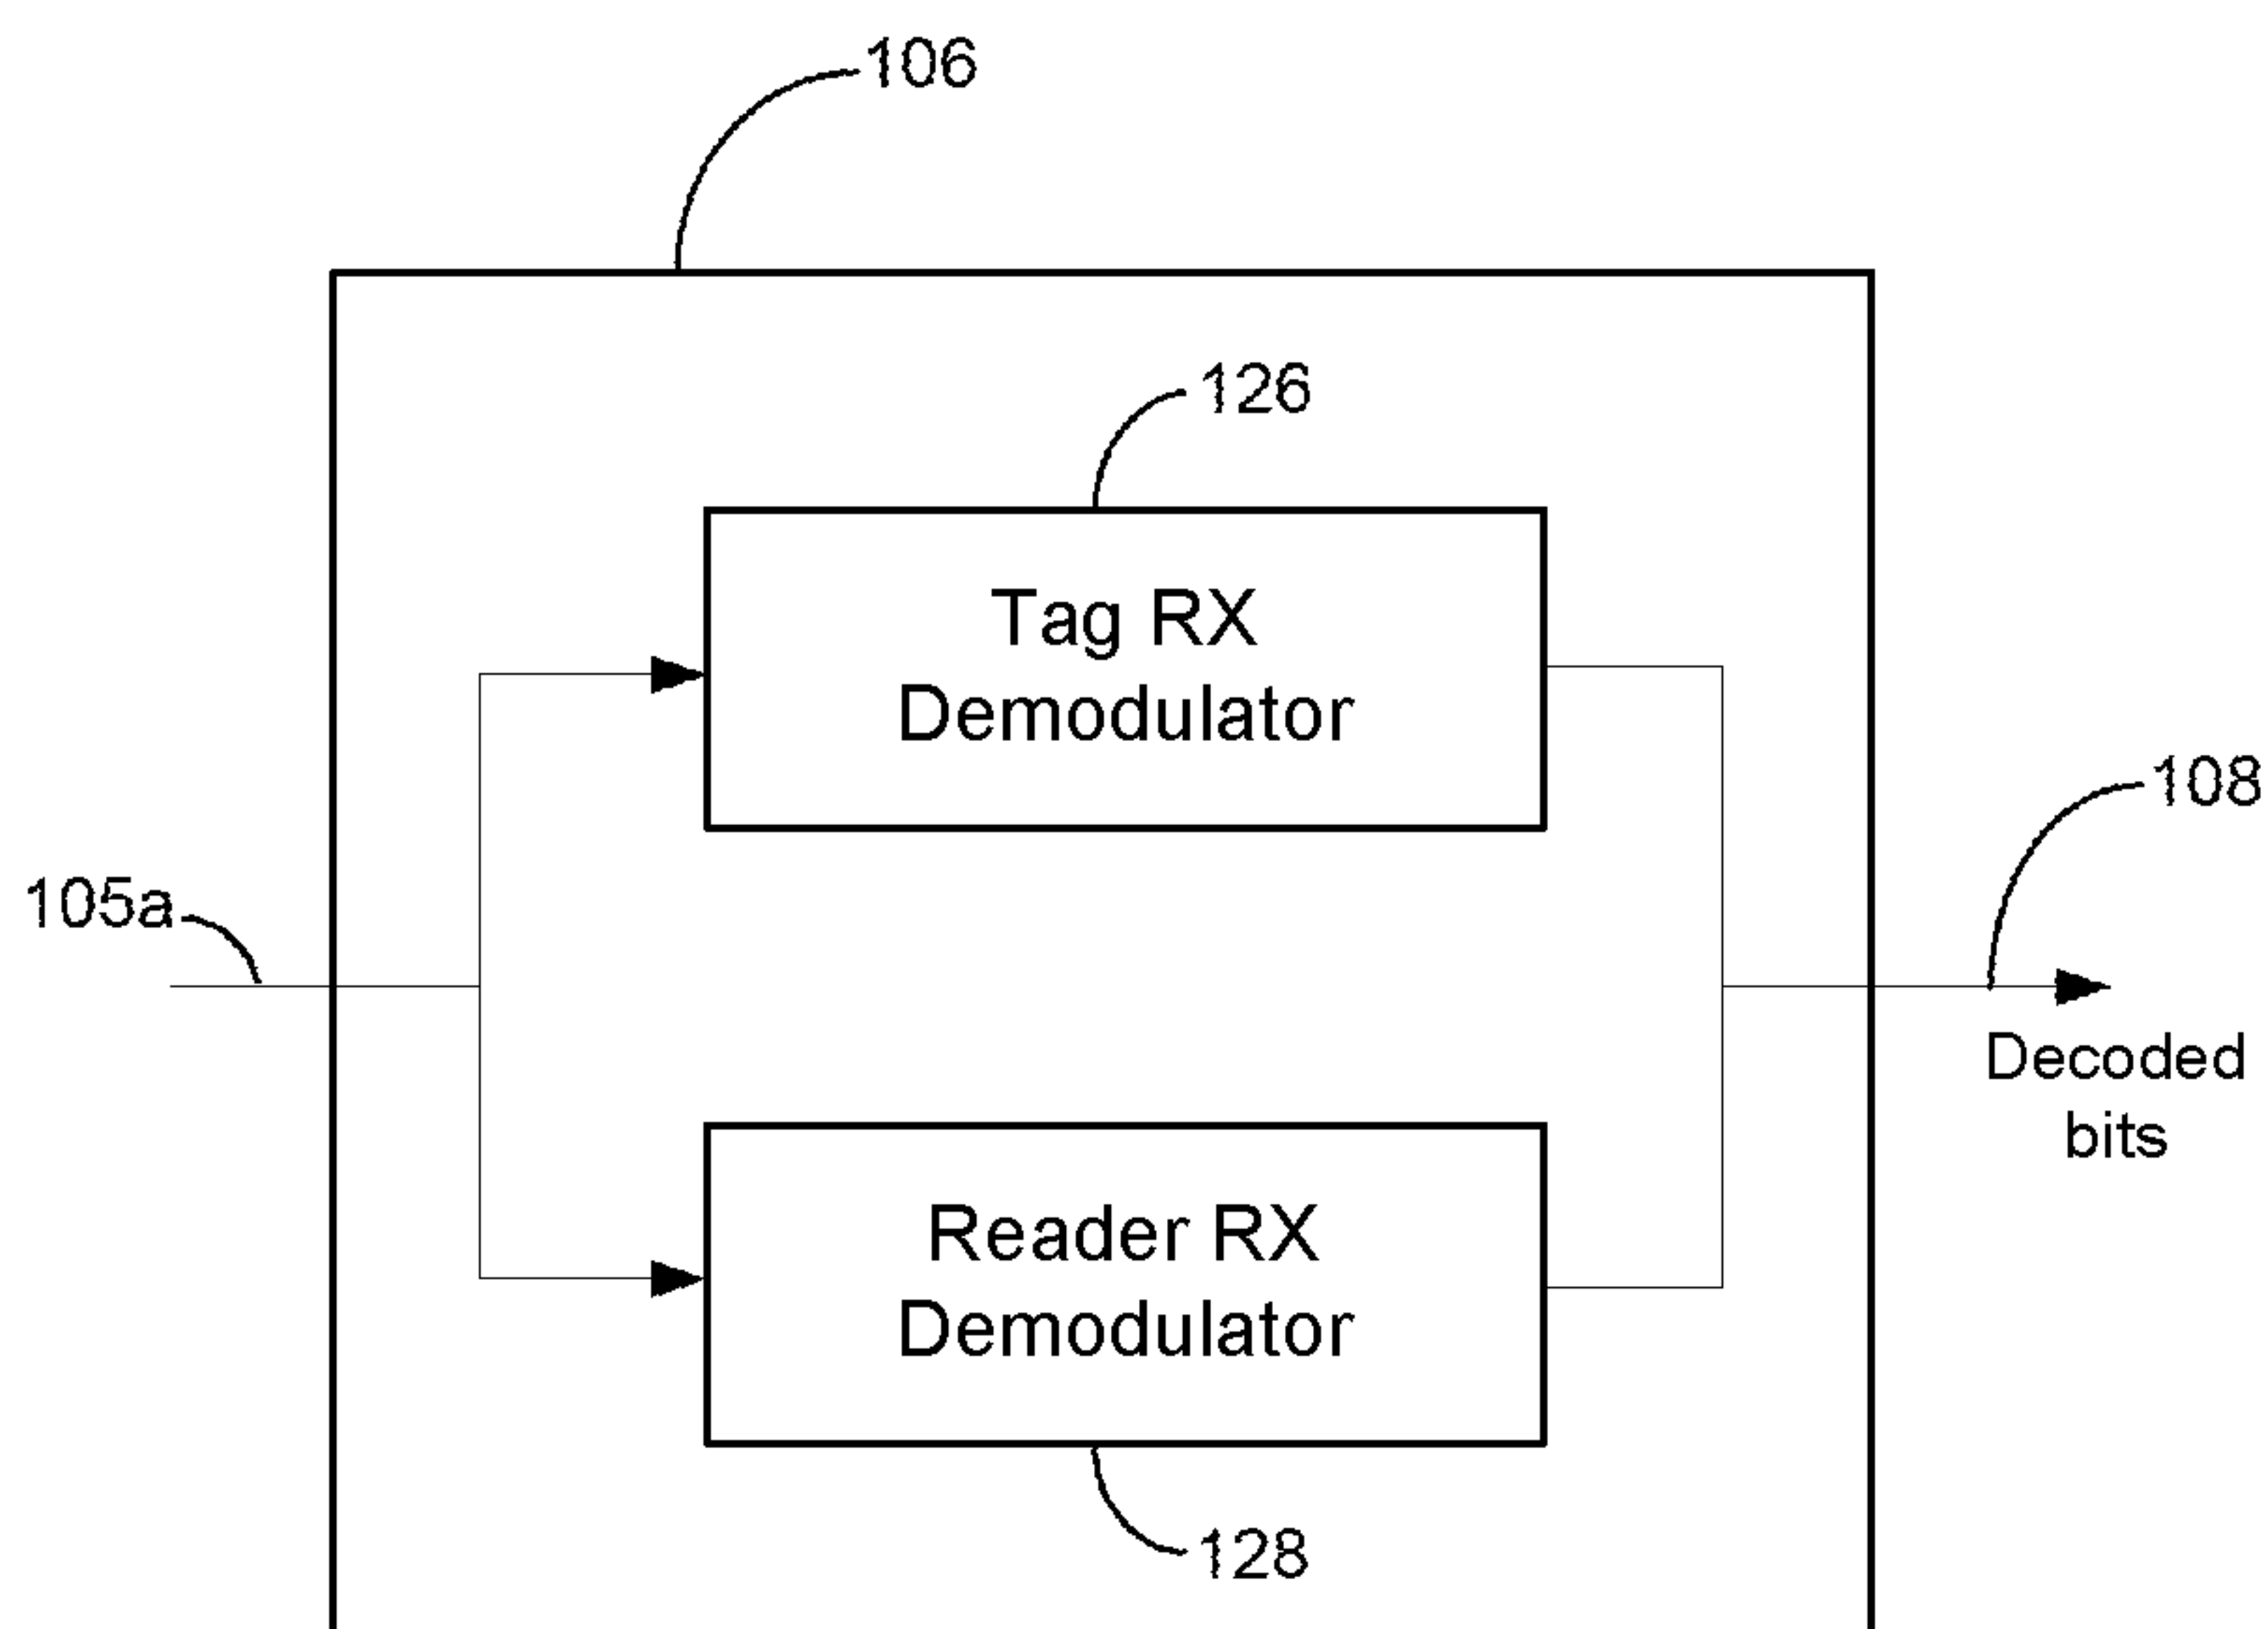 106
126
Tag RX
Demodulator
108
105a
Decoded
bits
Reader RX
Demodulator
128